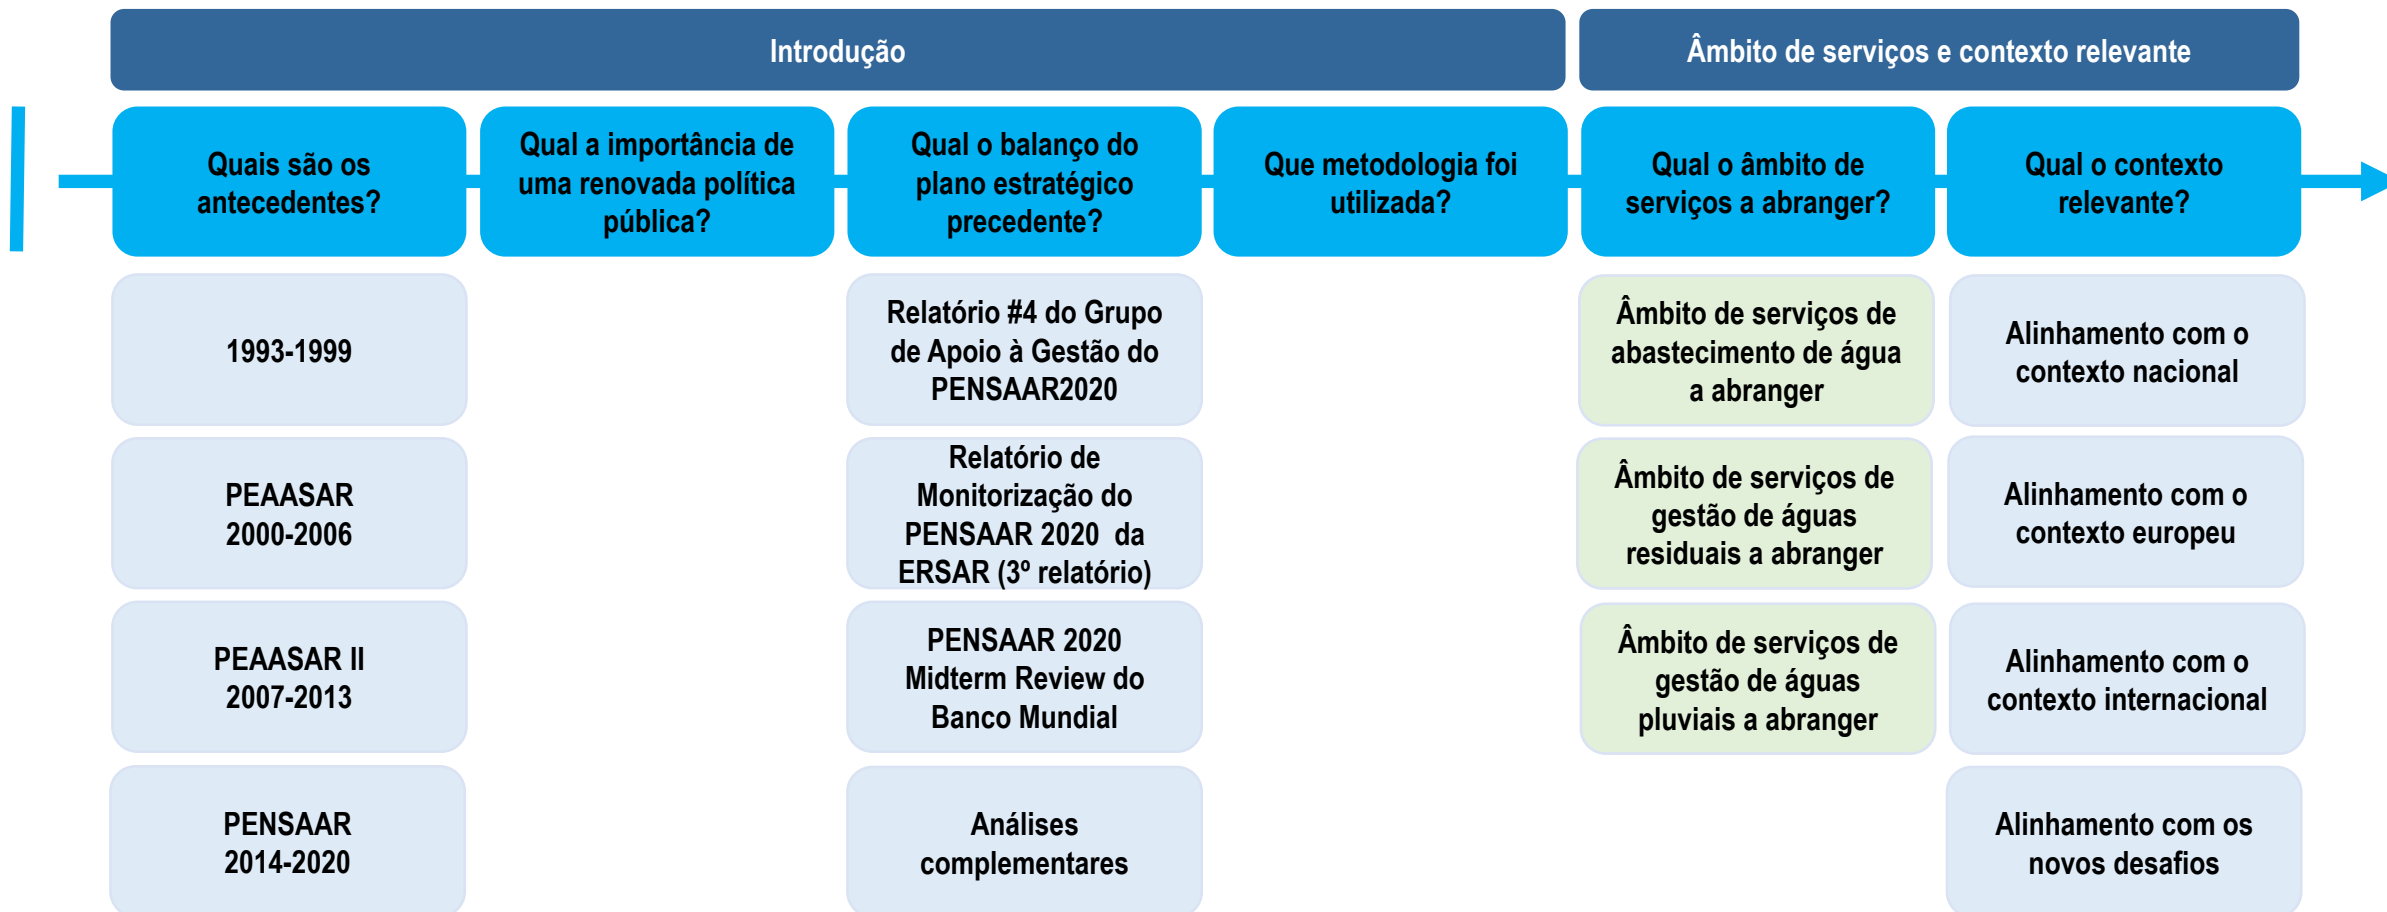 Introdução
Âmbito de serviços e contexto relevante
Quais são os
antecedentes?
Qual a importância de
uma renovada política
pública?
Qual o balanço do
plano estratégico
precedente?
Que metodologia foi
utilizada?
Qual o âmbito de
serviços a abranger?
Qual o contexto
relevante?
1993-1999
Relatório #4 do Grupo
de Apoio à Gestão do
PENSAAR2020
Âmbito de serviços de
abastecimento de água
a abranger
Alinhamento com o
contexto nacional
PEAASAR
2000-2006
Relatório de
Monitorização do
PENSAAR 2020 da
ERSAR (3º relatório)
Âmbito de serviços de
gestão de águas
residuais a abranger
Alinhamento com o
contexto europeu
PEAASAR II
2007-2013
PENSAAR 2020
Midterm Review do
Banco Mundial
Âmbito de serviços de
gestão de águas
pluviais a abranger
Alinhamento com o
contexto internacional
PENSAAR
2014-2020
Análises
complementares
Alinhamento com os
novos desafios